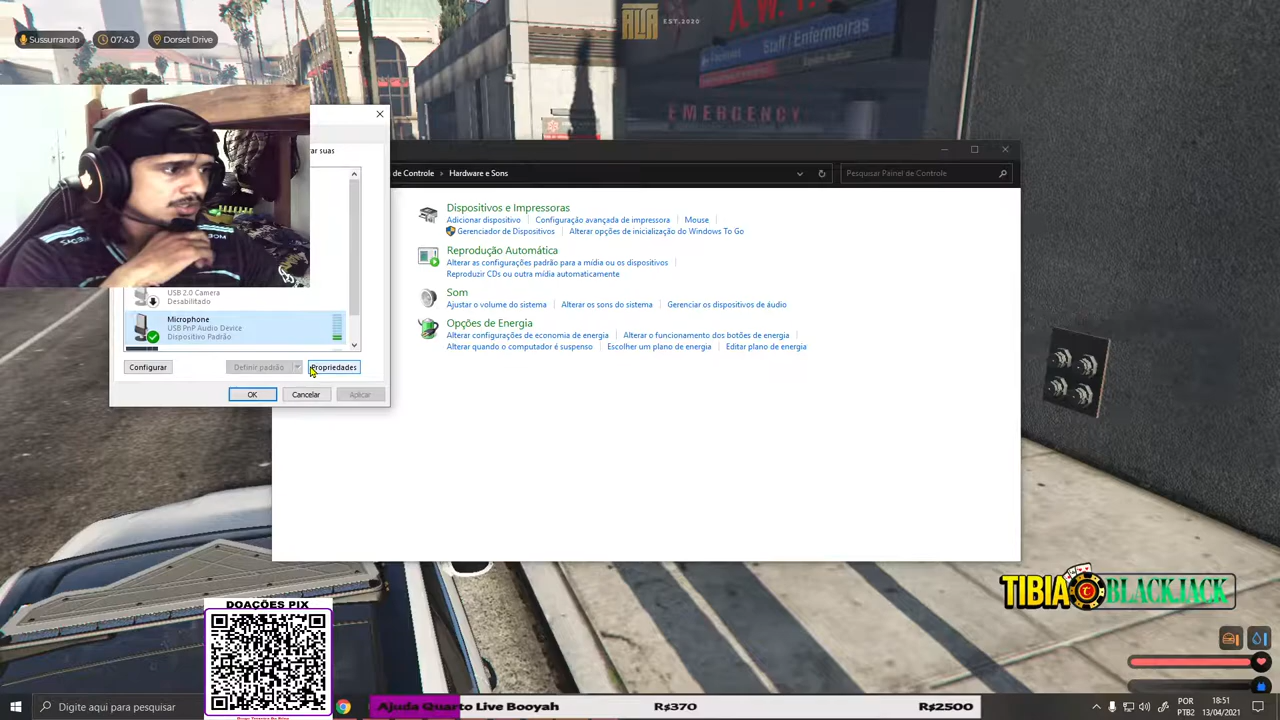 Sussurrando
07:43
Dorset Drive
EST.2020
Staff/Enfermeiras
EMERGENCY
rar suas
de Controle › Hardware e Sons
Pesquisar Painel de Controle
Dispositivos e Impressoras
Adicionar dispositivo Configuração avançada de impressora Mouse
Gerenciador de Dispositivos Alterar opções de inicialização do Windows To Go
Reprodução Automática
Alterar as configurações padrão para a mídia ou os dispositivos
Reproduzir CDs ou outra mídia automaticamente
Som
Ajustar o volume do sistema Alterar os sons do sistema Gerenciar os dispositivos de áudio
Opções de Energia
Alterar configurações de economia de energia Alterar o funcionamento dos botões de energia
Alterar quando o computador é suspenso Escolher um plano de energia Editar plano de energia
USB 2.0 Camera
Desabilitado
Microphone
USB PnP Audio Device
Dispositivo Padrão
Configurar
Definir padrão
Propriedades
OK
Cancelar
Aplicar
TIBIA BLACKJACK
DOAÇÕES PIX
Digite aqui para pesquisar
Ajuda Quarto Live Booyah
R$370
R$2500
POR
PTB2
18:51
13/04/2021